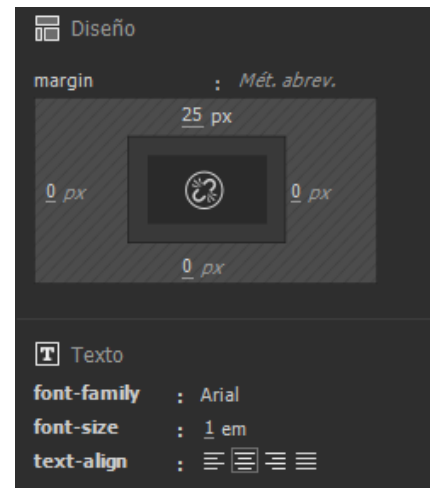 Diseño
margin : Mét. abrev.
25 px
0 px 0 px
0 px
T Texto
font-family : Arial
font-size : 1 em
text-align :